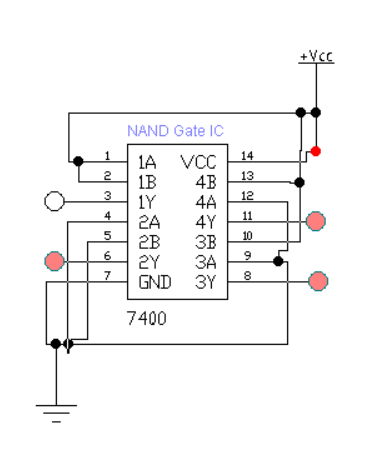 +Vcc
NAND Gate IC
1 1A VCC 14
2 1B 4B 13
3 1Y 4A 12
4 2A 4Y 11
5 2B 3B 10
6 2Y 3A 9
7 GND 3Y 8
7400